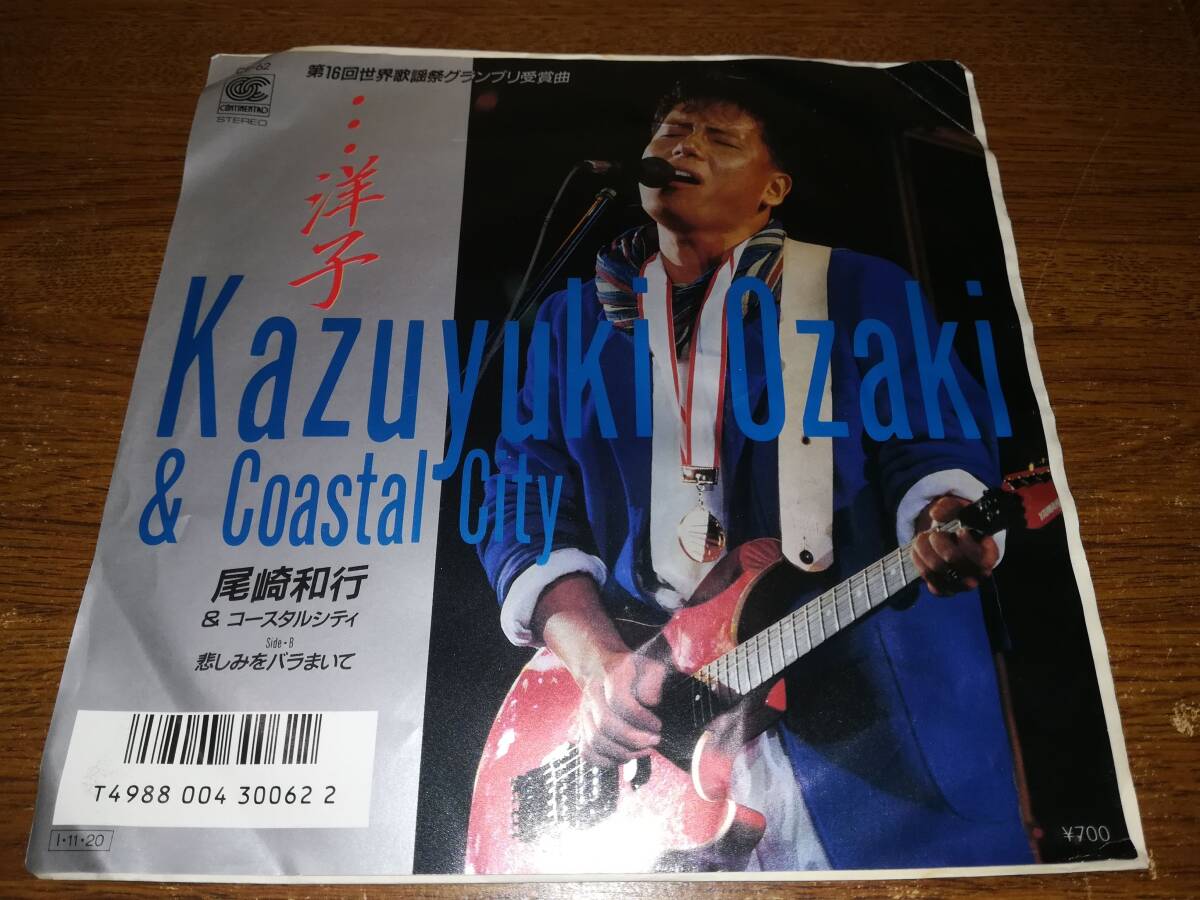 第16回世界歌謡祭グランプリ受賞曲
CONTINENTAL
STEREO
…洋子
Kazuyuki Ozaki
& Coastal City
尾崎和行
& コースタルシティ
Side・B
悲しみをバラまいて
T4988 004 30062 2
I・11・20
¥700